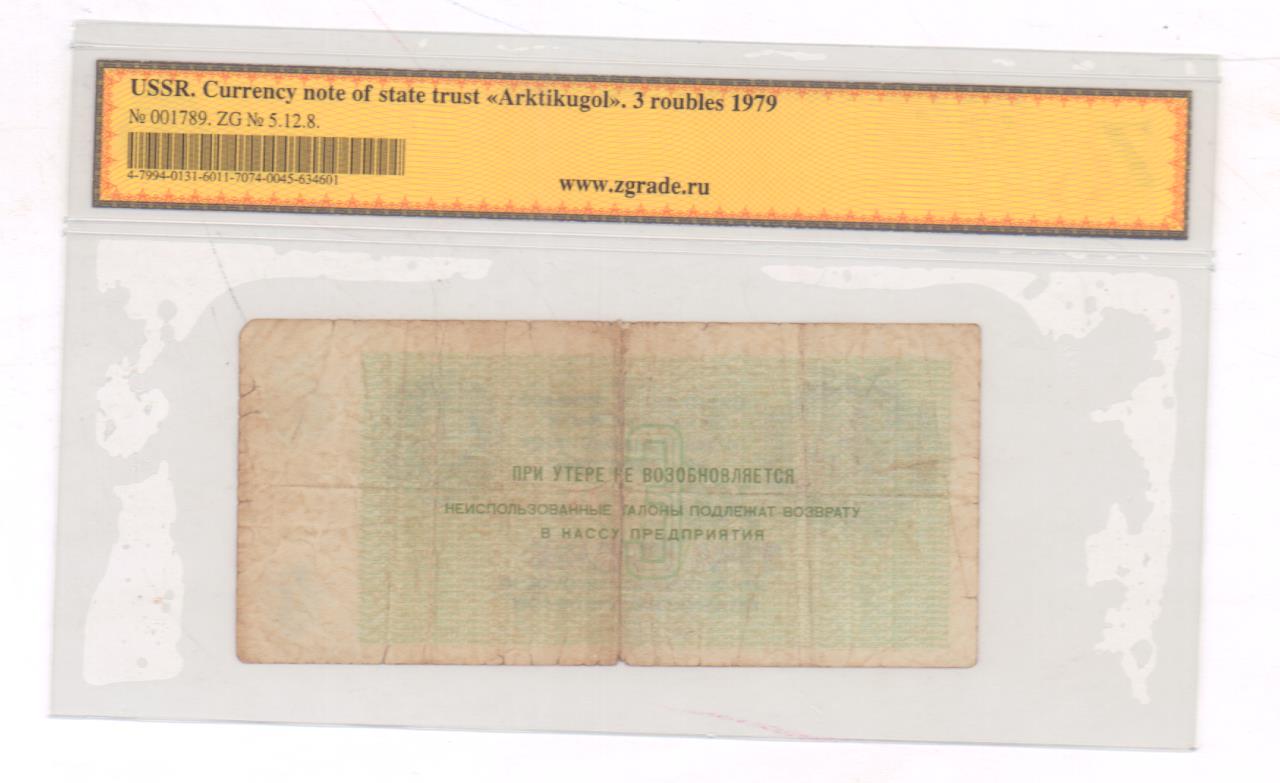 USSR. Currency note of state trust «Arktikugol». 3 roubles 1979
№ 001789. ZG № 5.12.8.
4-7994-0131-6011-7074-0045-634601
www.zgrade.ru
3
ПРИ УТЕРЕ НЕ ВОЗОБНОВЛЯЕТСЯ
НЕИСПОЛЬЗОВАННЫЕ ТАЛОНЫ ПОДЛЕЖАТ ВОЗВРАТУ
В КАССУ ПРЕДПРИЯТИЯ